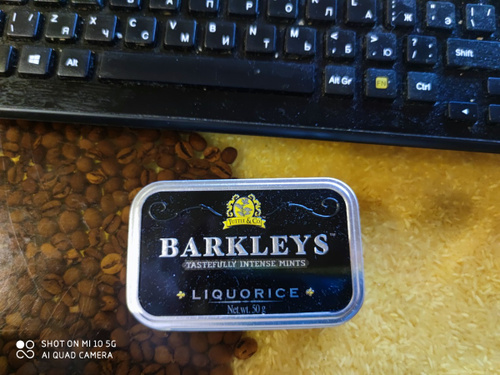 Я Ч С М И Т Ь Б Ю
Z X C V B N M < > ? Shift
Alt Alt Gr FN Ctrl
BARKLEYS
TASTEFULLY INTENSE MINTS
LIQUORICE
Net.wt. 50 g
SHOT ON MI 10 5G
AI QUAD CAMERA